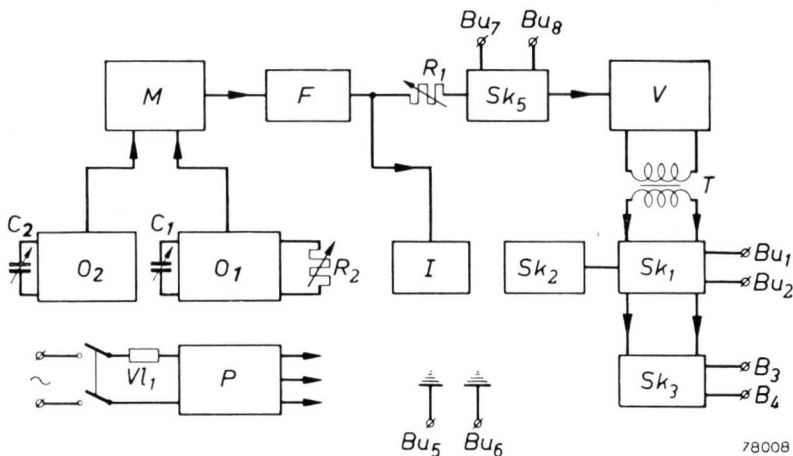 Bu7 Bu8
M F R1 Sk5 V
T
C2 O2 C1 O1 R2 I Sk2 Sk1 Bu1
Bu2
~ Vl1 P Sk3 B3
B4
Bu5 Bu6
78008